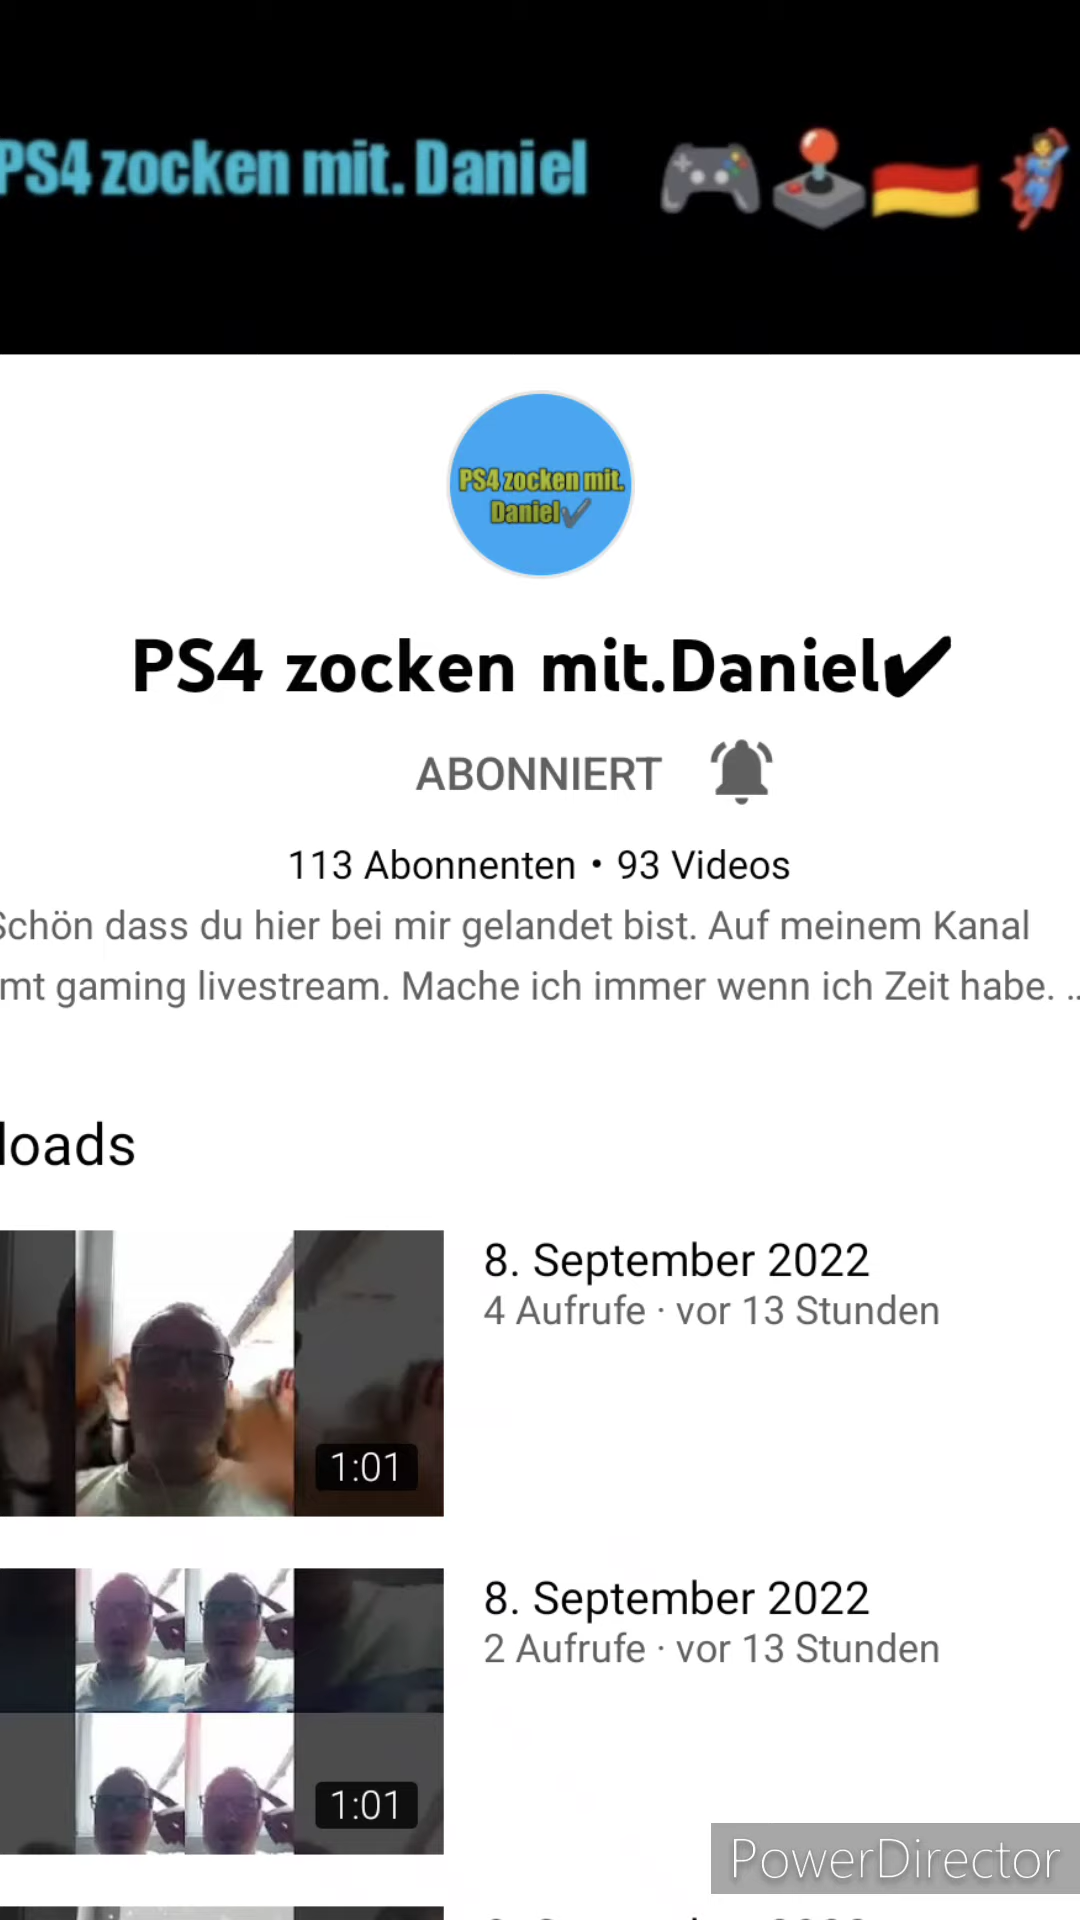 PS4 zocken mit. Daniel
PS4 zocken mit.
Daniel✔
PS4 zocken mit.Daniel✔
ABONNIERT
113 Abonnenten • 93 Videos
Schön dass du hier bei mir gelandet bist. Auf meinem Kanal
mt gaming livestream. Mache ich immer wenn ich Zeit habe. ...
loads
8. September 2022
4 Aufrufe · vor 13 Stunden
1:01
8. September 2022
2 Aufrufe · vor 13 Stunden
1:01
PowerDirector